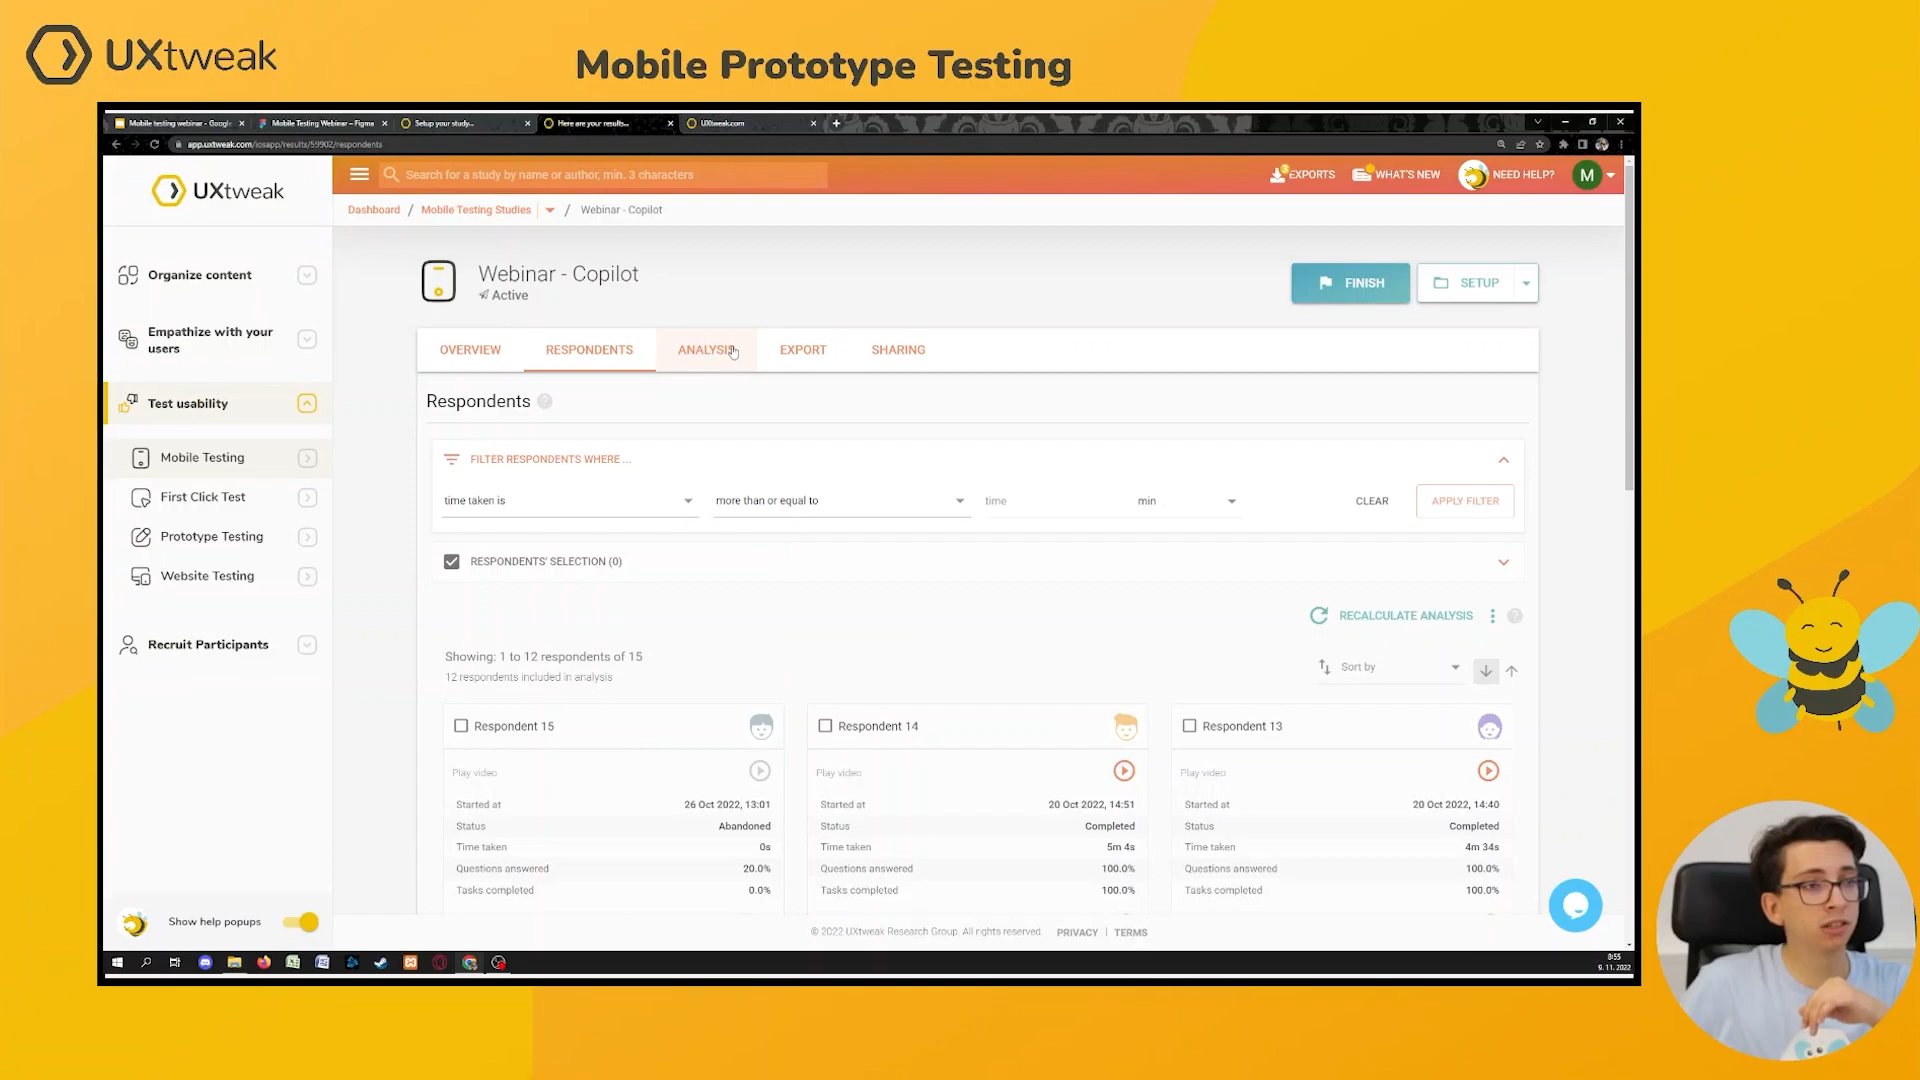 UXtweak
Mobile Prototype Testing
Mobile testing webinar - Google
Mobile Testing Webinar – Figma
Setup your study...
Here are your results...
UXtweak.com
app.uxtweak.com/iosapp/results/59902/respondents
UXtweak
Search for a study by name or author, min. 3 characters
3
EXPORTS
WHAT'S NEW
NEED HELP?
M
Dashboard / Mobile Testing Studies / Webinar - Copilot
Organize content
Empathize with your
users
Test usability
Mobile Testing
First Click Test
Prototype Testing
Website Testing
Recruit Participants
Show help popups
Webinar - Copilot
Active
FINISH
SETUP
OVERVIEW
RESPONDENTS
ANALYSIS
EXPORT
SHARING
Respondents ?
FILTER RESPONDENTS WHERE ...
time taken is
more than or equal to
time
min
CLEAR
APPLY FILTER
RESPONDENTS' SELECTION (0)
RECALCULATE ANALYSIS
?
Showing: 1 to 12 respondents of 15
12 respondents included in analysis
Sort by
Respondent 15
Play video
Started at 26 Oct 2022, 13:01
Status Abandoned
Time taken 0s
Questions answered 20.0%
Tasks completed 0.0%
Respondent 14
Play video
Started at 20 Oct 2022, 14:51
Status Completed
Time taken 5m 4s
Questions answered 100.0%
Tasks completed 100.0%
Respondent 13
Play video
Started at 20 Oct 2022, 14:40
Status Completed
Time taken 4m 34s
Questions answered 100.0%
Tasks completed 100.0%
© 2022 UXtweak Research Group. All rights reserved. PRIVACY | TERMS
8:55
9. 11. 2022